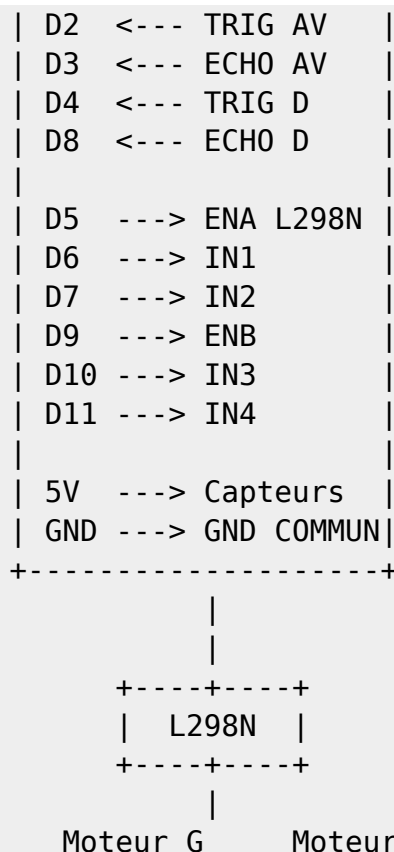 | D2  <--- TRIG AV   |
| D3  <--- ECHO AV   |
| D4  <--- TRIG D    |
| D8  <--- ECHO D    |
|                    |
| D5  ---> ENA L298N |
| D6  ---> IN1       |
| D7  ---> IN2       |
| D9  ---> ENB       |
| D10 ---> IN3       |
| D11 ---> IN4       |
|                    |
| 5V  ---> Capteurs  |
| GND ---> GND COMMUN|
+--------------------+
           |
           |
      +----+----+
      |  L298N  |
      +----+----+
           |
   Moteur G     Moteur